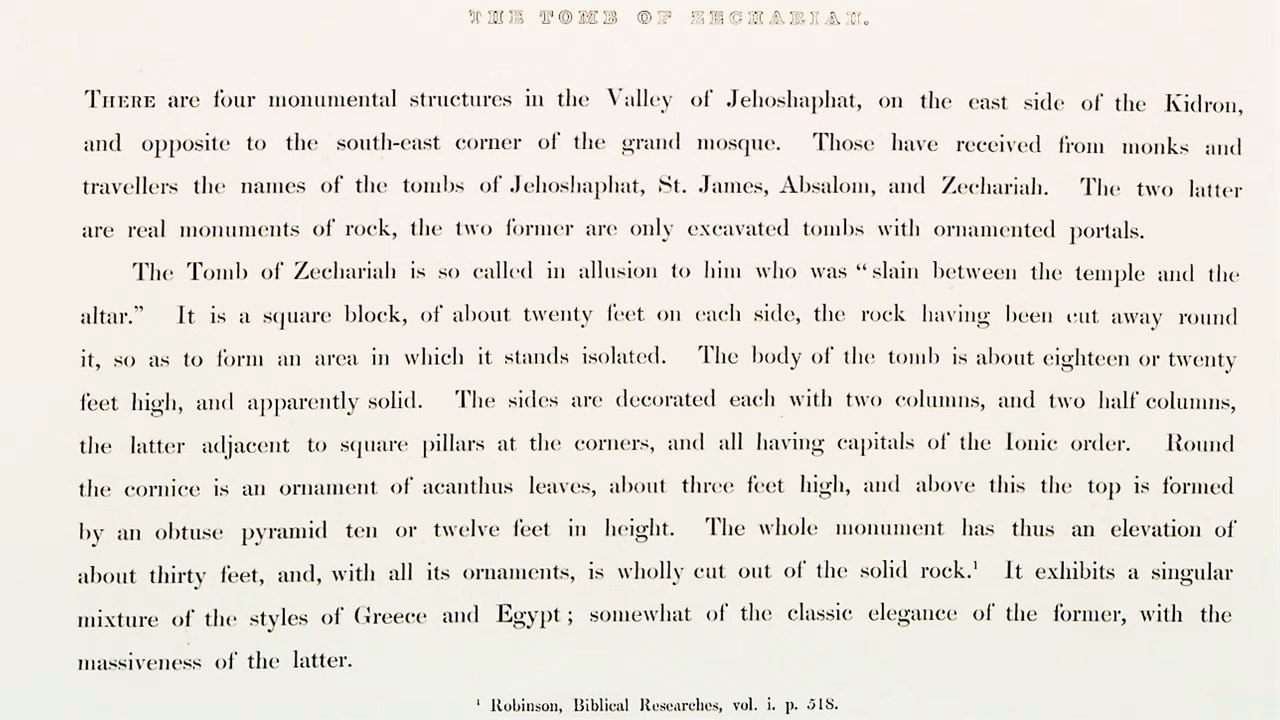 THE TOMB OF ZECHARIAH.
THERE are four monumental structures in the Valley of Jehoshaphat, on the east side of the Kidron,
and opposite to the south-east corner of the grand mosque. Those have received from monks and
travellers the names of the tombs of Jehoshaphat, St. James, Absalom, and Zechariah. The two latter
are real monuments of rock, the two former are only excavated tombs with ornamented portals.
The Tomb of Zechariah is so called in allusion to him who was “slain between the temple and the
altar.” It is a square block, of about twenty feet on each side, the rock having been cut away round
it, so as to form an area in which it stands isolated. The body of the tomb is about eighteen or twenty
feet high, and apparently solid. The sides are decorated each with two columns, and two half columns,
the latter adjacent to square pillars at the corners, and all having capitals of the Ionic order. Round
the cornice is an ornament of acanthus leaves, about three feet high, and above this the top is formed
by an obtuse pyramid ten or twelve feet in height. The whole monument has thus an elevation of
about thirty feet, and, with all its ornaments, is wholly cut out of the solid rock.¹ It exhibits a singular
mixture of the styles of Greece and Egypt; somewhat of the classic elegance of the former, with the
massiveness of the latter.
¹ Robinson, Biblical Researches, vol. i. p. 518.